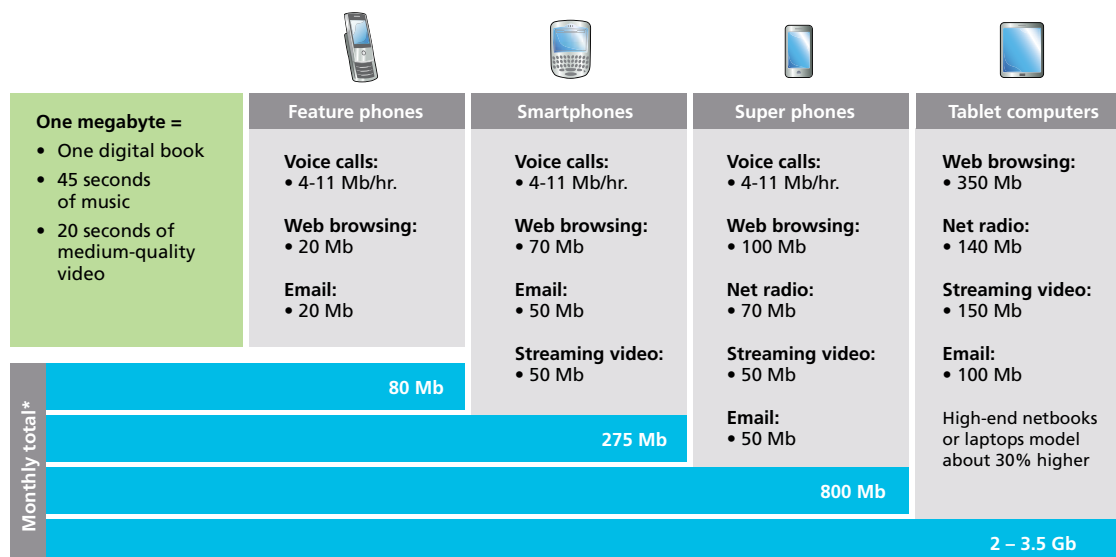 One megabyte =
• One digital book
• 45 seconds
of music
• 20 seconds of
medium-quality
video
Feature phones
Voice calls:
• 4-11 Mb/hr.
Web browsing:
• 20 Mb
Email:
• 20 Mb
Smartphones
Voice calls:
• 4-11 Mb/hr.
Web browsing:
• 70 Mb
Email:
• 50 Mb
Streaming video:
• 50 Mb
Super phones
Voice calls:
• 4-11 Mb/hr.
Web browsing:
• 100 Mb
Net radio:
• 70 Mb
Streaming video:
• 50 Mb
Email:
• 50 Mb
Tablet computers
Web browsing:
• 350 Mb
Net radio:
• 140 Mb
Streaming video:
• 150 Mb
Email:
• 100 Mb
High-end netbooks
or laptops model
about 30% higher
Monthly total*
80 Mb
275 Mb
800 Mb
2 – 3.5 Gb